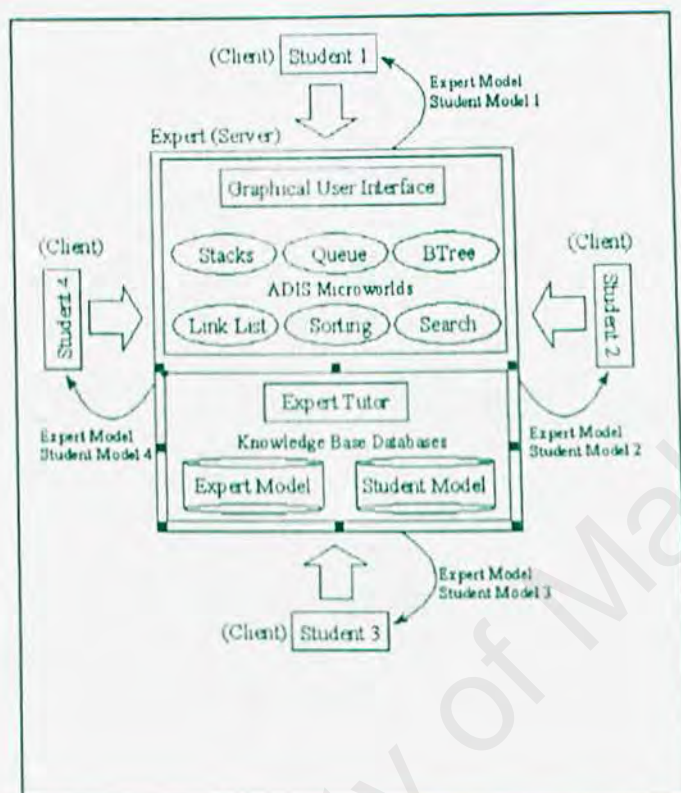 (Client) Student 1
Expert Model
Student Model 1
Expert (Server)
Graphical User Interface
(Client)
Student 4
Stacks Queue BTree
ADIS Microworlds
Link List Sorting Search
(Client)
Student 2
Expert Tutor
Knowledge Base Databases
Expert Model Student Model
Expert Model
Student Model 4
Expert Model
Student Model 2
Expert Model
Student Model 3
(Client) Student 3
of